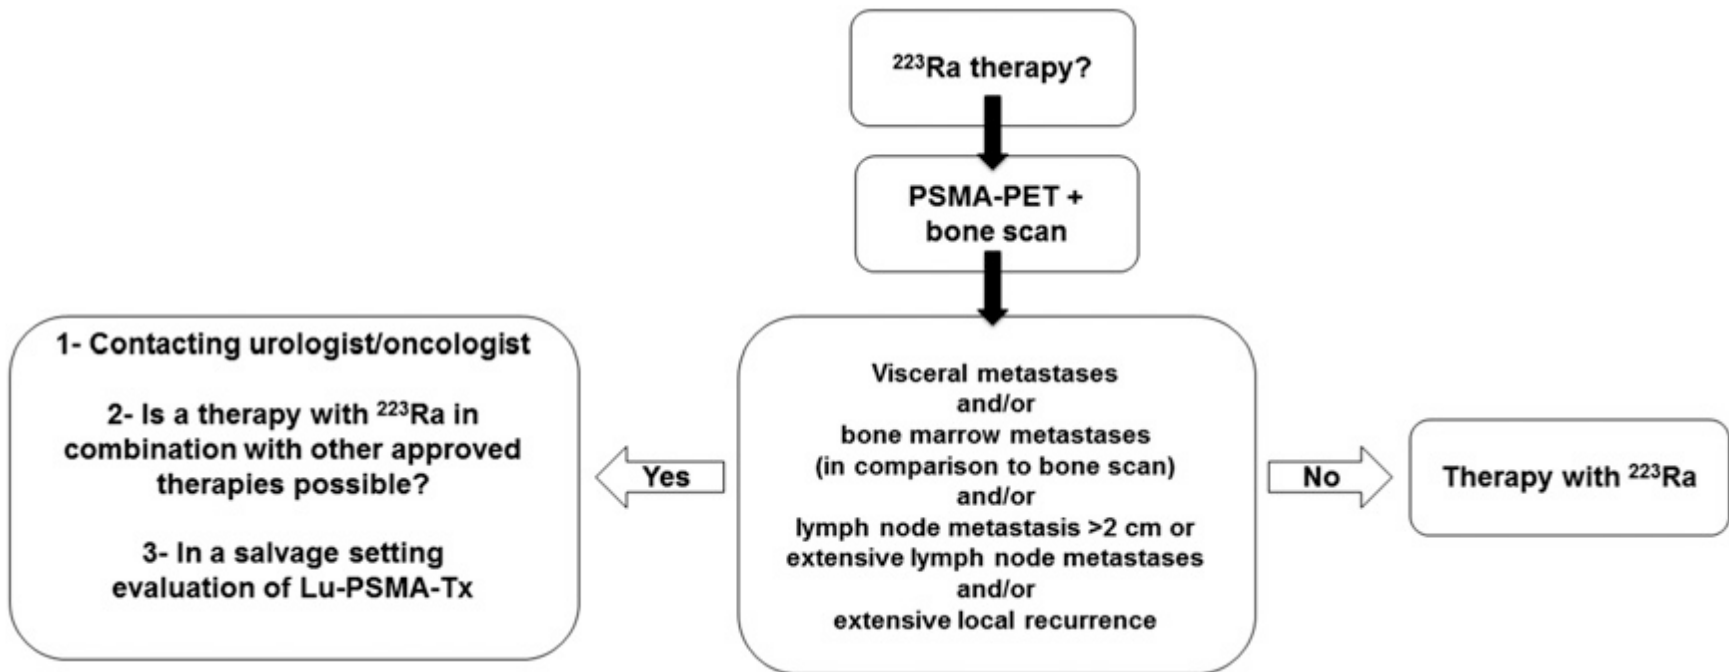 ²²³Ra therapy?
PSMA-PET +
bone scan
Visceral metastases
and/or
bone marrow metastases
(in comparison to bone scan)
and/or
lymph node metastasis >2 cm or
extensive lymph node metastases
and/or
extensive local recurrence
Yes
1- Contacting urologist/oncologist
2- Is a therapy with ²²³Ra in
combination with other approved
therapies possible?
3- In a salvage setting
evaluation of Lu-PSMA-Tx
No
Therapy with ²²³Ra